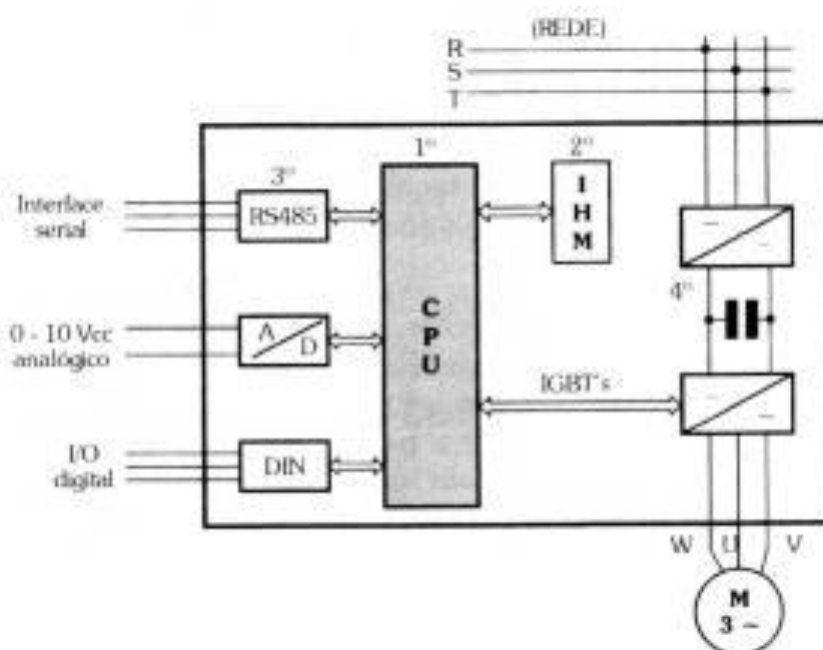 (REDE)
R
S
T
1º
2º
3º
Interface
serial
RS485
I
H
M
4º
0 - 10 Vcc
analógico
A
D
C
P
U
IGBT's
I/O
digital
DIN
W U V
M
3 ~